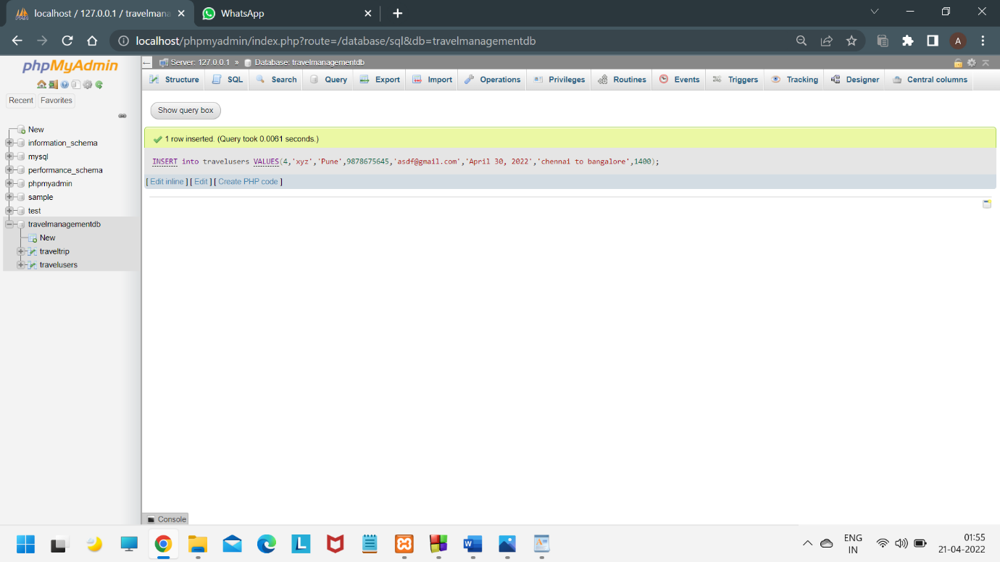 localhost / 127.0.0.1 / travelmana
WhatsApp
localhost/phpmyadmin/index.php?route=/database/sql&db=travelmanagementdb
A
phpMyAdmin
Recent Favorites
New
information_schema
mysql
performance_schema
phpmyadmin
sample
test
travelmanagementdb
New
traveltrip
travelusers
Server: 127.0.0.1 » Database: travelmanagementdb
Structure SQL Search Query Export Import Operations Privileges Routines Events Triggers Tracking Designer Central columns
Show query box
1 row inserted. (Query took 0.0061 seconds.)
INSERT into travelusers VALUES(4,'xyz','Pune',9878675645,'asdf@gmail.com','April 30, 2022','chennai to bangalore',1400);
[ Edit inline ] [ Edit ] [ Create PHP code ]
Console
L
W
ENG
IN
01:55
21-04-2022